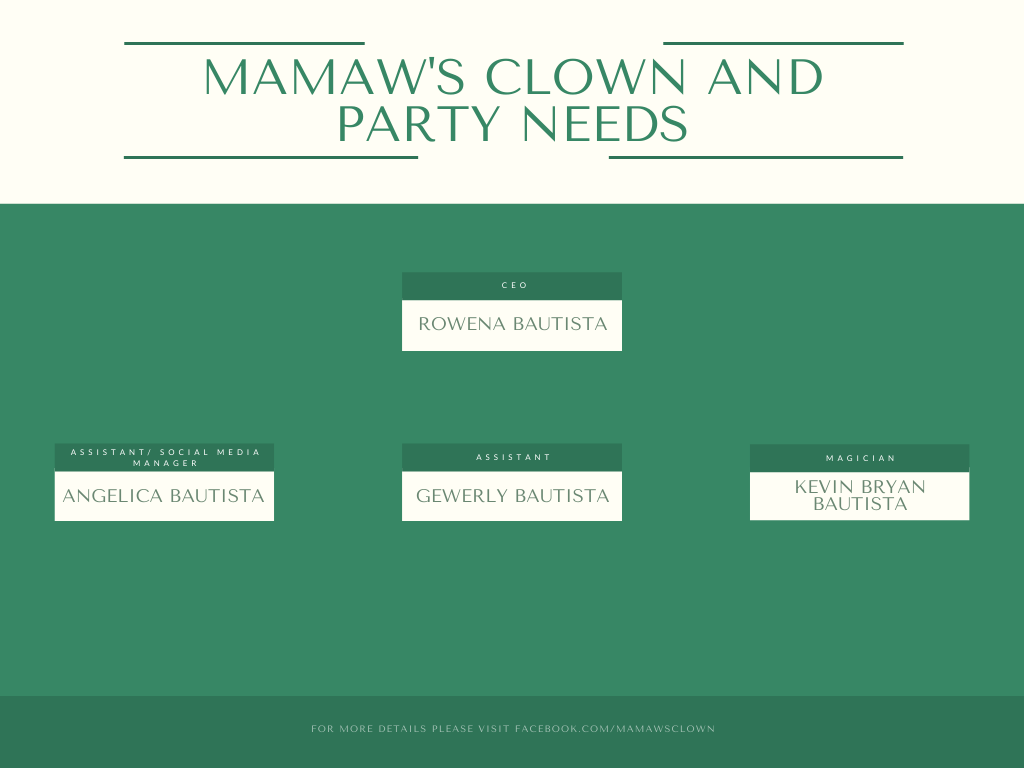 MAMAW'S CLOWN AND
PARTY NEEDS
CEO
ROWENA BAUTISTA
ASSISTANT/ SOCIAL MEDIA
MANAGER
ANGELICA BAUTISTA
ASSISTANT
GEWERLY BAUTISTA
MAGICIAN
KEVIN BRYAN
BAUTISTA
FOR MORE DETAILS PLEASE VISIT FACEBOOK.COM/MAMAWSCLOWN